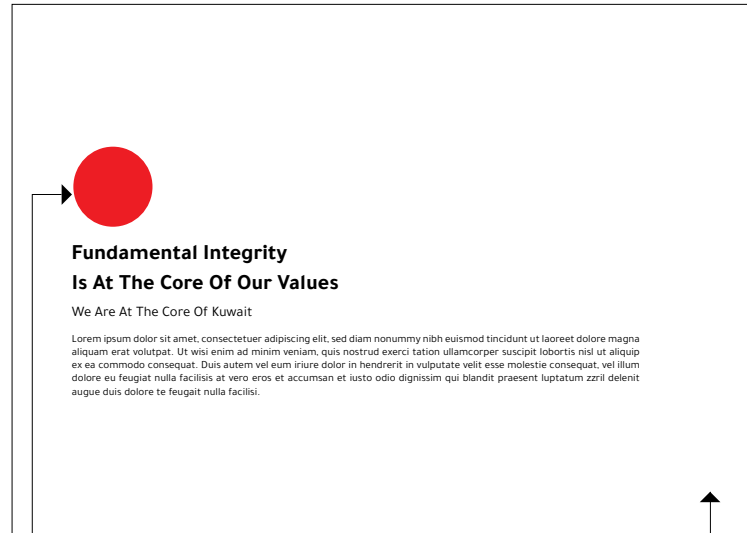 Fundamental Integrity
Is At The Core Of Our Values
We Are At The Core Of Kuwait
Lorem ipsum dolor sit amet, consectetuer adipiscing elit, sed diam nonummy nibh euismod tincidunt ut laoreet dolore magna
aliquam erat volutpat. Ut wisi enim ad minim veniam, quis nostrud exerci tation ullamcorper suscipit lobortis nisl ut aliquip
ex ea commodo consequat. Duis autem vel eum iriure dolor in hendrerit in vulputate velit esse molestie consequat, vel illum
dolore eu feugiat nulla facilisis at vero eros et accumsan et iusto odio dignissim qui blandit praesent luptatum zzril delenit
augue duis dolore te feugait nulla facilisi.